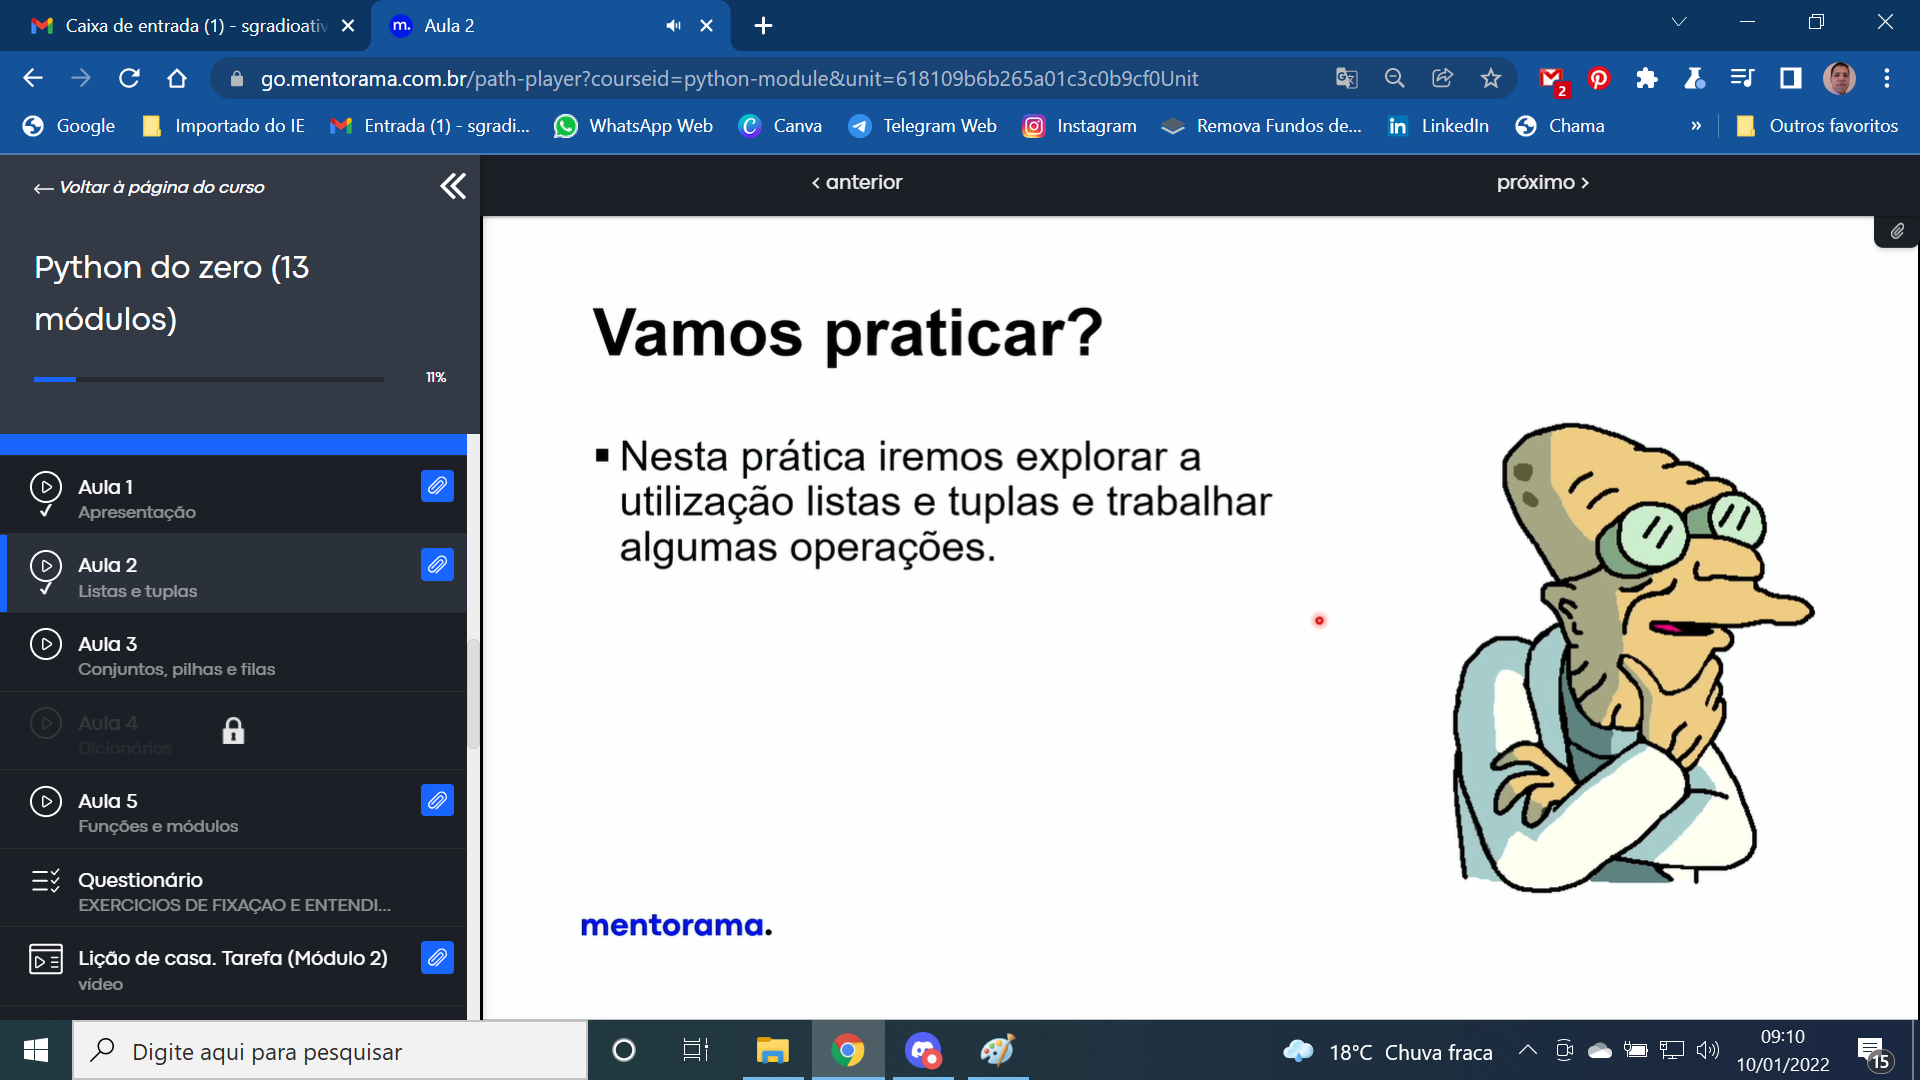 Caixa de entrada (1) - sgradioativ
m. Aula 2
go.mentorama.com.br/path-player?courseid=python-module&unit=618109b6b265a01c3c0b9cf0Unit
2
Google
Importado do IE
Entrada (1) - sgradi...
WhatsApp Web
Canva
Telegram Web
Instagram
Remova Fundos de...
in LinkedIn
Chama
»
Outros favoritos
← Voltar à página do curso
‹ anterior
próximo ›
Python do zero (13
módulos)
11%
Aula 1
Apresentação
Aula 2
Listas e tuplas
Aula 3
Conjuntos, pilhas e filas
Aula 4
Dicionários
Aula 5
Funções e módulos
Questionário
EXERCICIOS DE FIXAÇAO E ENTENDI...
Lição de casa. Tarefa (Módulo 2)
vídeo
Vamos praticar?
▪ Nesta prática iremos explorar a
utilização listas e tuplas e trabalhar
algumas operações.
mentorama.
Digite aqui para pesquisar
18°C Chuva fraca
09:10
10/01/2022
15